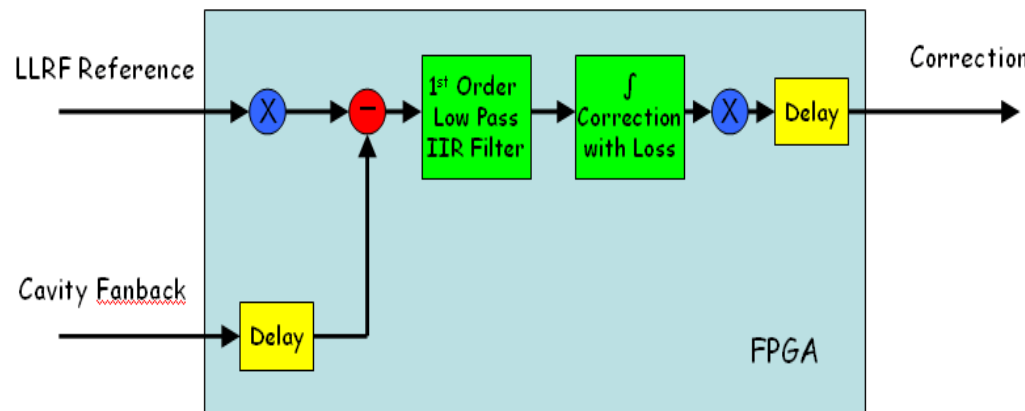 LLRF Reference
X
−
1st Order
Low Pass
IIR Filter
∫
Correction
with Loss
X
Delay
Correction
Cavity Fanback
Delay
FPGA